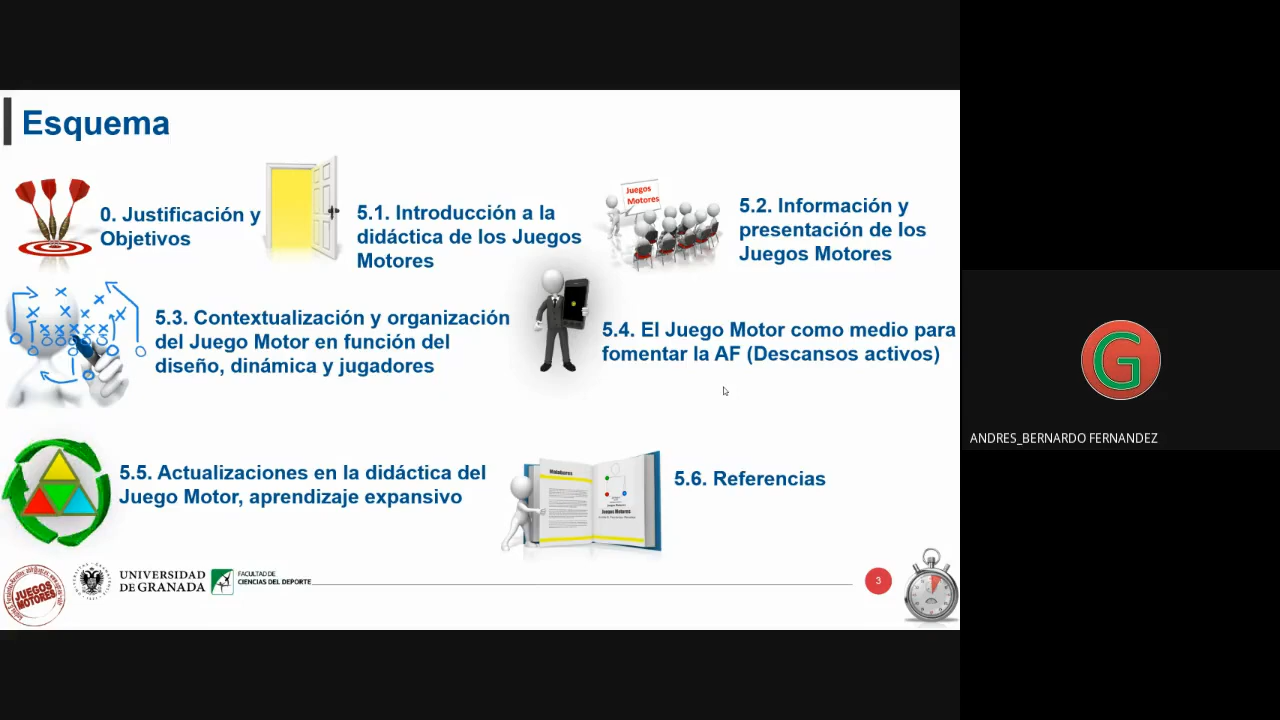 Esquema
0. Justificación y
Objetivos
5.1. Introducción a la
didáctica de los Juegos
Motores
Juegos
Motores
5.2. Información y
presentación de los
Juegos Motores
5.3. Contextualización y organización
del Juego Motor en función del
diseño, dinámica y jugadores
5.4. El Juego Motor como medio para
fomentar la AF (Descansos activos)
5.5. Actualizaciones en la didáctica del
Juego Motor, aprendizaje expansivo
Juegos Motores
5.6. Referencias
JUEGOS
MOTORES
UNIVERSIDAD
DE GRANADA
FACULTAD DE
CIENCIAS DEL DEPORTE
3
G
ANDRES_BERNARDO FERNANDEZ